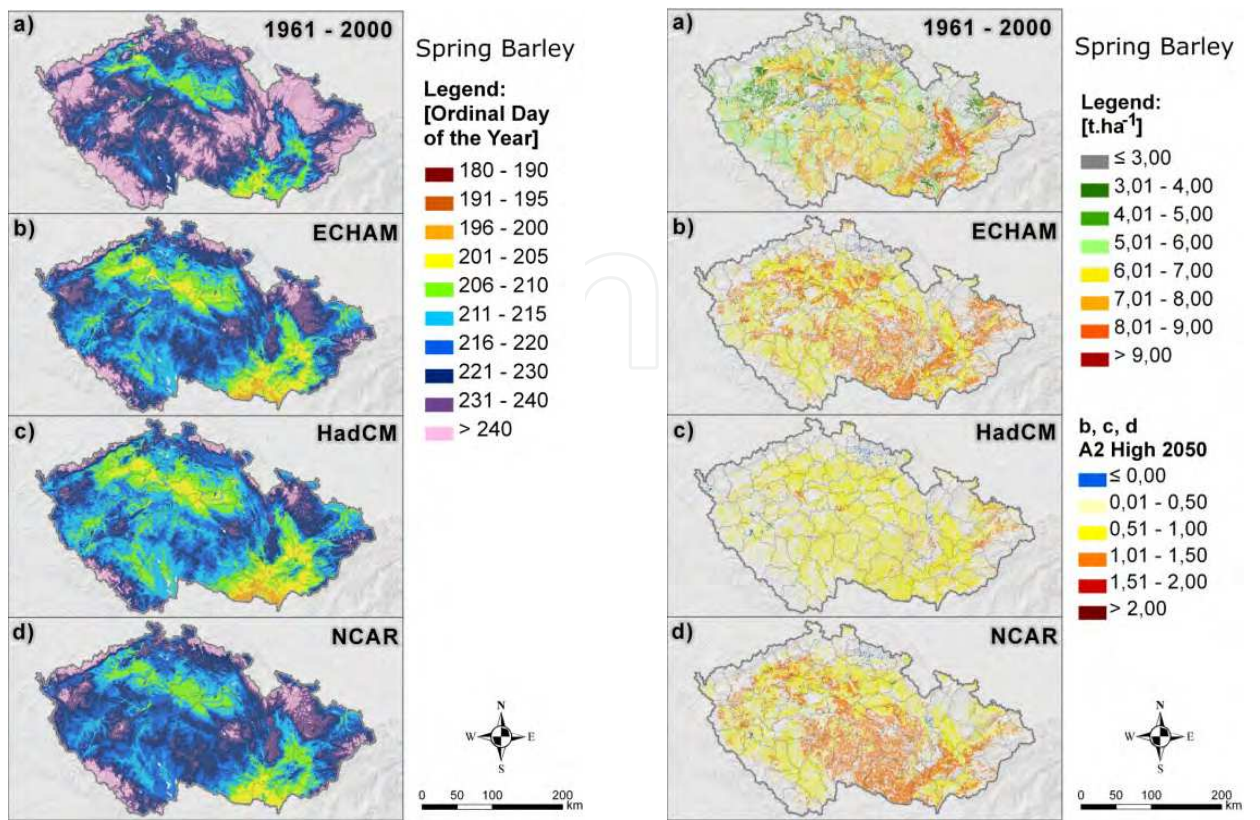 a)
1961 - 2000
Spring Barley
Legend:
[Ordinal Day
of the Year]
180 - 190
191 - 195
196 - 200
201 - 205
206 - 210
211 - 215
216 - 220
221 - 230
231 - 240
> 240
b)
ECHAM
c)
HadCM
d)
NCAR
N
W E
S
0 50 100 200
km
a)
1961 - 2000
Spring Barley
Legend:
[t.ha-1]
≤ 3,00
3,01 - 4,00
4,01 - 5,00
5,01 - 6,00
6,01 - 7,00
7,01 - 8,00
8,01 - 9,00
> 9,00
b)
ECHAM
b, c, d
A2 High 2050
≤ 0,00
0,01 - 0,50
0,51 - 1,00
1,01 - 1,50
1,51 - 2,00
> 2,00
c)
HadCM
d)
NCAR
N
W E
S
0 50 100 200
km